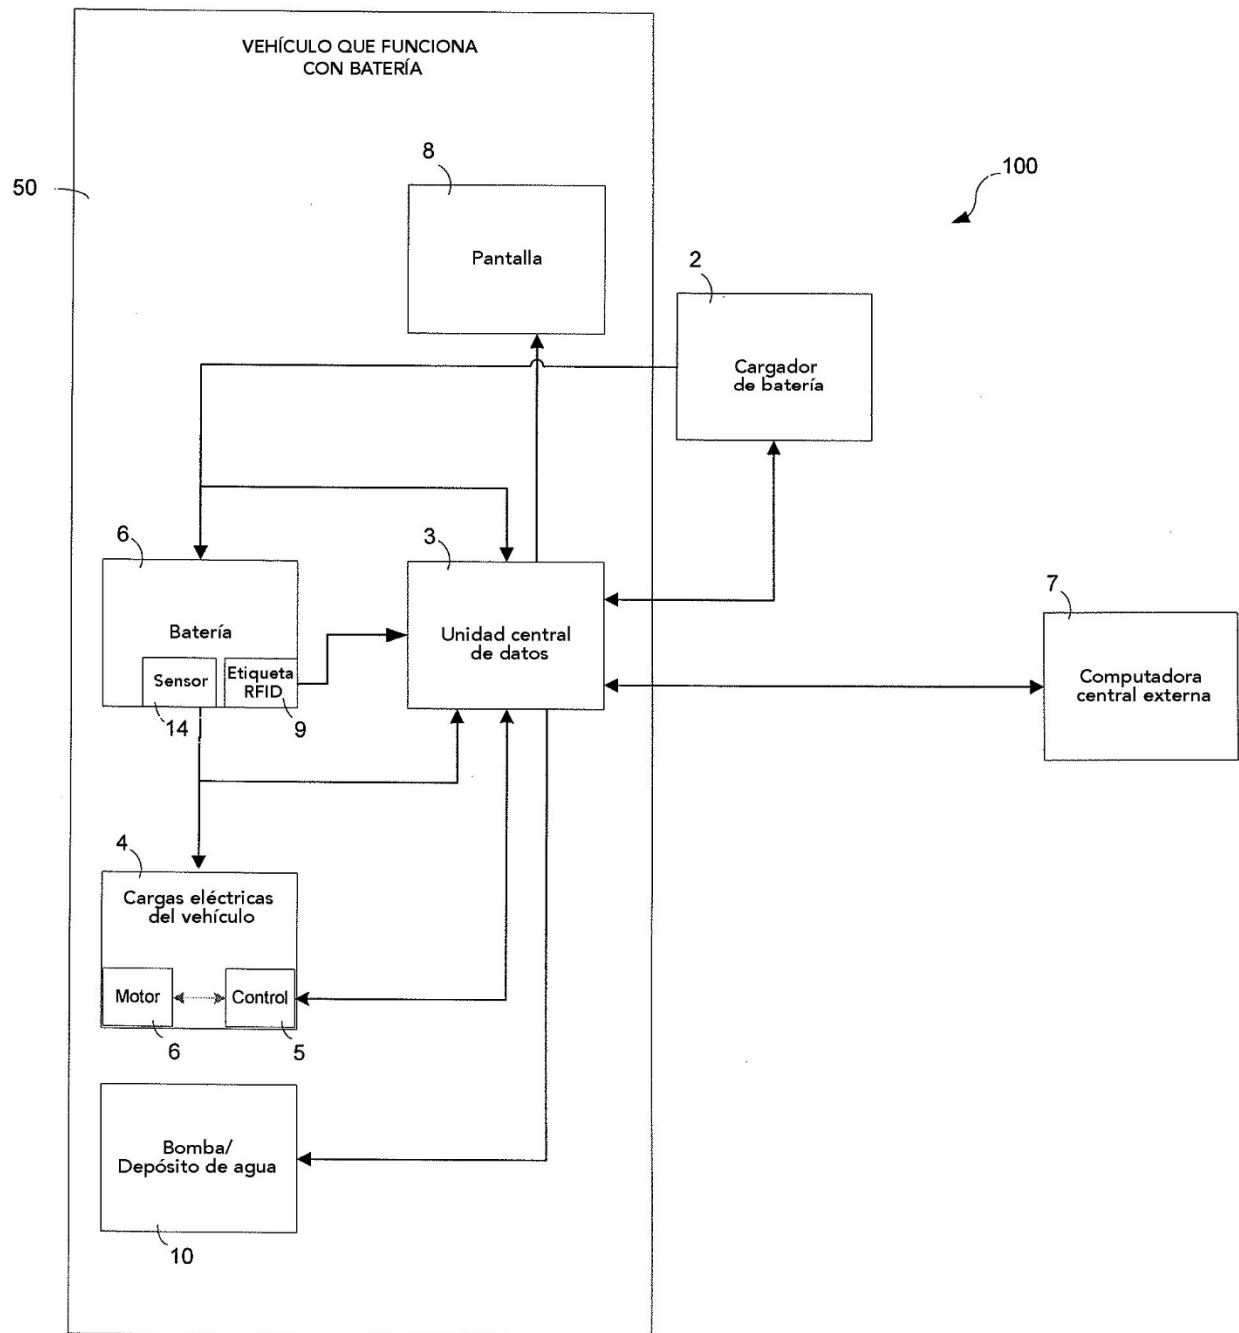 VEHÍCULO QUE FUNCIONA
CON BATERÍA
50
8
Pantalla
100
2
Cargador
de batería
6
Batería
Sensor
Etiqueta
RFID
14
9
3
Unidad central
de datos
7
Computadora
central externa
4
Cargas eléctricas
del vehículo
Motor
Control
6
5
Bomba/
Depósito de agua
10